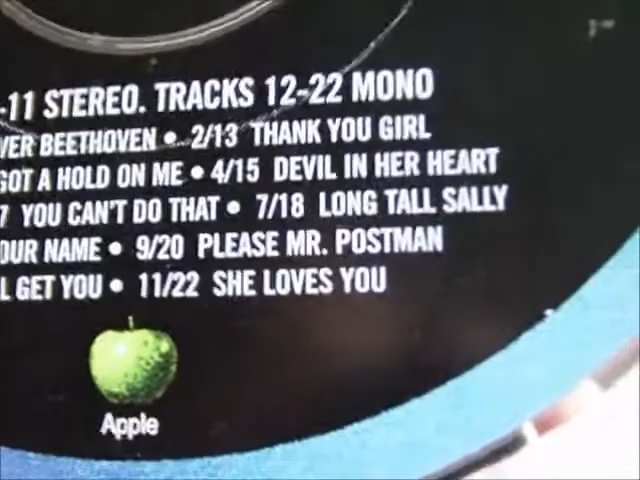 -11 STEREO. TRACKS 12-22 MONO
VER BEETHOVEN • 2/13 THANK YOU GIRL
GOT A HOLD ON ME • 4/15 DEVIL IN HER HEART
7 YOU CAN'T DO THAT • 7/18 LONG TALL SALLY
OUR NAME • 9/20 PLEASE MR. POSTMAN
L GET YOU • 11/22 SHE LOVES YOU
Apple